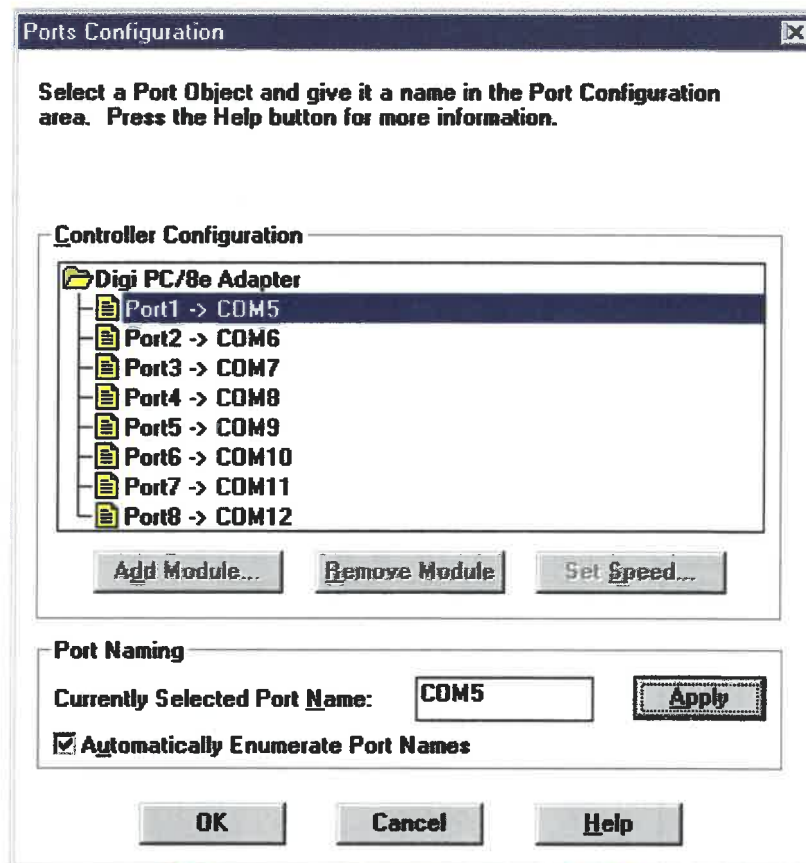 Ports Configuration
Select a Port Object and give it a name in the Port Configuration
area. Press the Help button for more information.
Controller Configuration
Digi PC/8e Adapter
Port1 -> COM5
Port2 -> COM6
Port3 -> COM7
Port4 -> COM8
Port5 -> COM9
Port6 -> COM10
Port7 -> COM11
Port8 -> COM12
Add Module... Remove Module Set Speed...
Port Naming
Currently Selected Port Name: COM5 Apply
Automatically Enumerate Port Names
OK Cancel Help